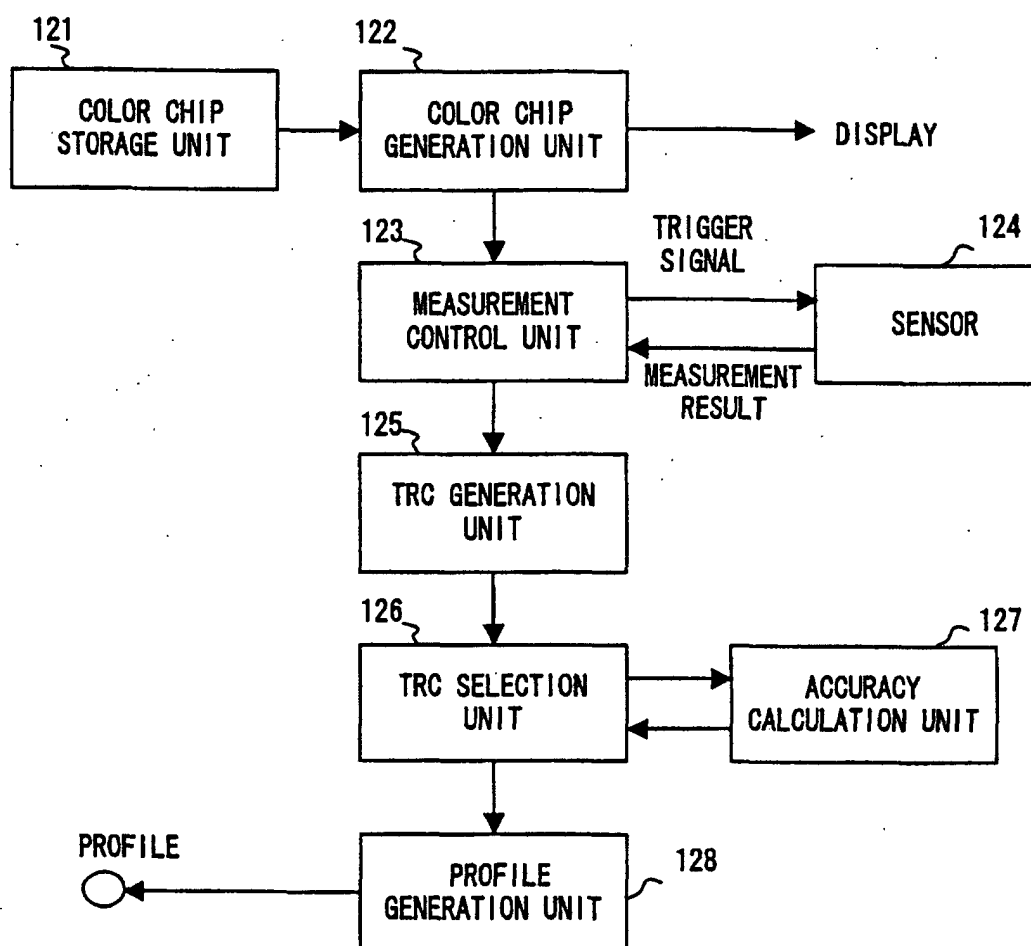 121
COLOR CHIP
STORAGE UNIT
122
COLOR CHIP
GENERATION UNIT
DISPLAY
123
MEASUREMENT
CONTROL UNIT
TRIGGER
SIGNAL
124
SENSOR
MEASUREMENT
RESULT
125
TRC GENERATION
UNIT
126
TRC SELECTION
UNIT
127
ACCURACY
CALCULATION UNIT
PROFILE
PROFILE
GENERATION UNIT
128